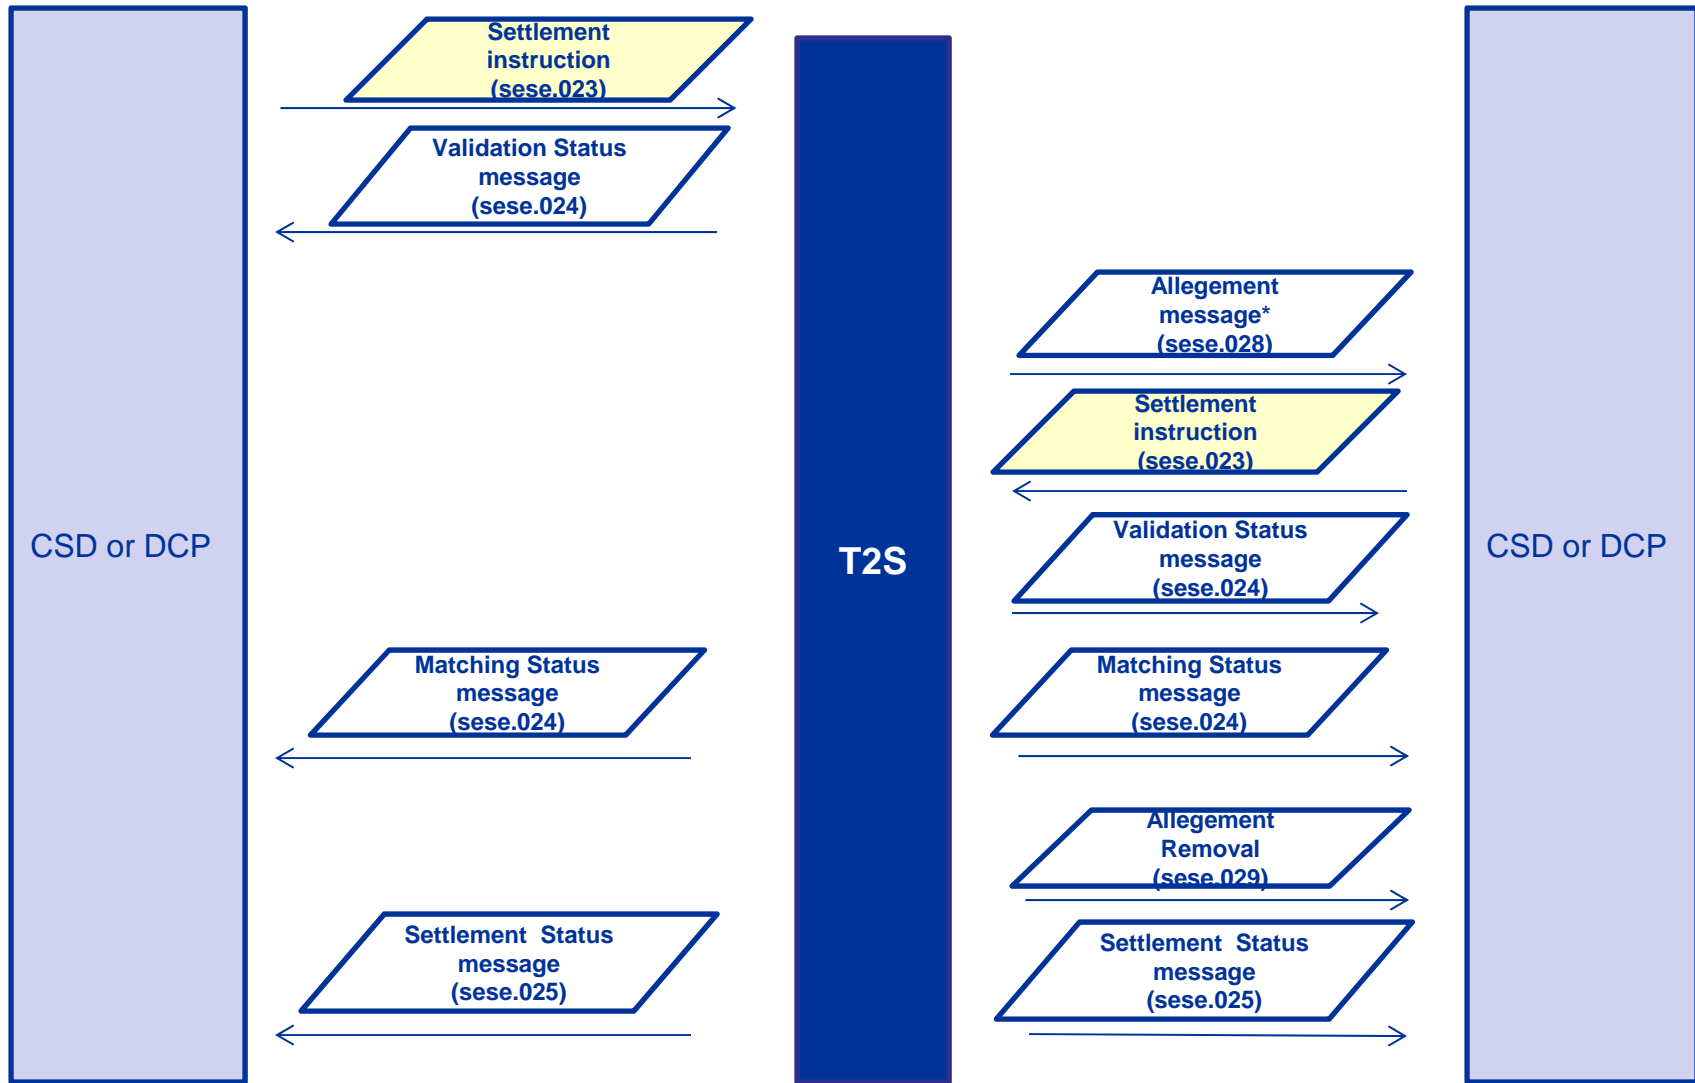 Settlement
instruction
(sese.023)
Validation Status
message
(sese.024)
Allegement
message*
(sese.028)
Settlement
instruction
(sese.023)
Validation Status
message
(sese.024)
CSD or DCP
T2S
CSD or DCP
Matching Status
message
(sese.024)
Matching Status
message
(sese.024)
Allegement
Removal
(sese.029)
Settlement Status
message
(sese.025)
Settlement Status
message
(sese.025)